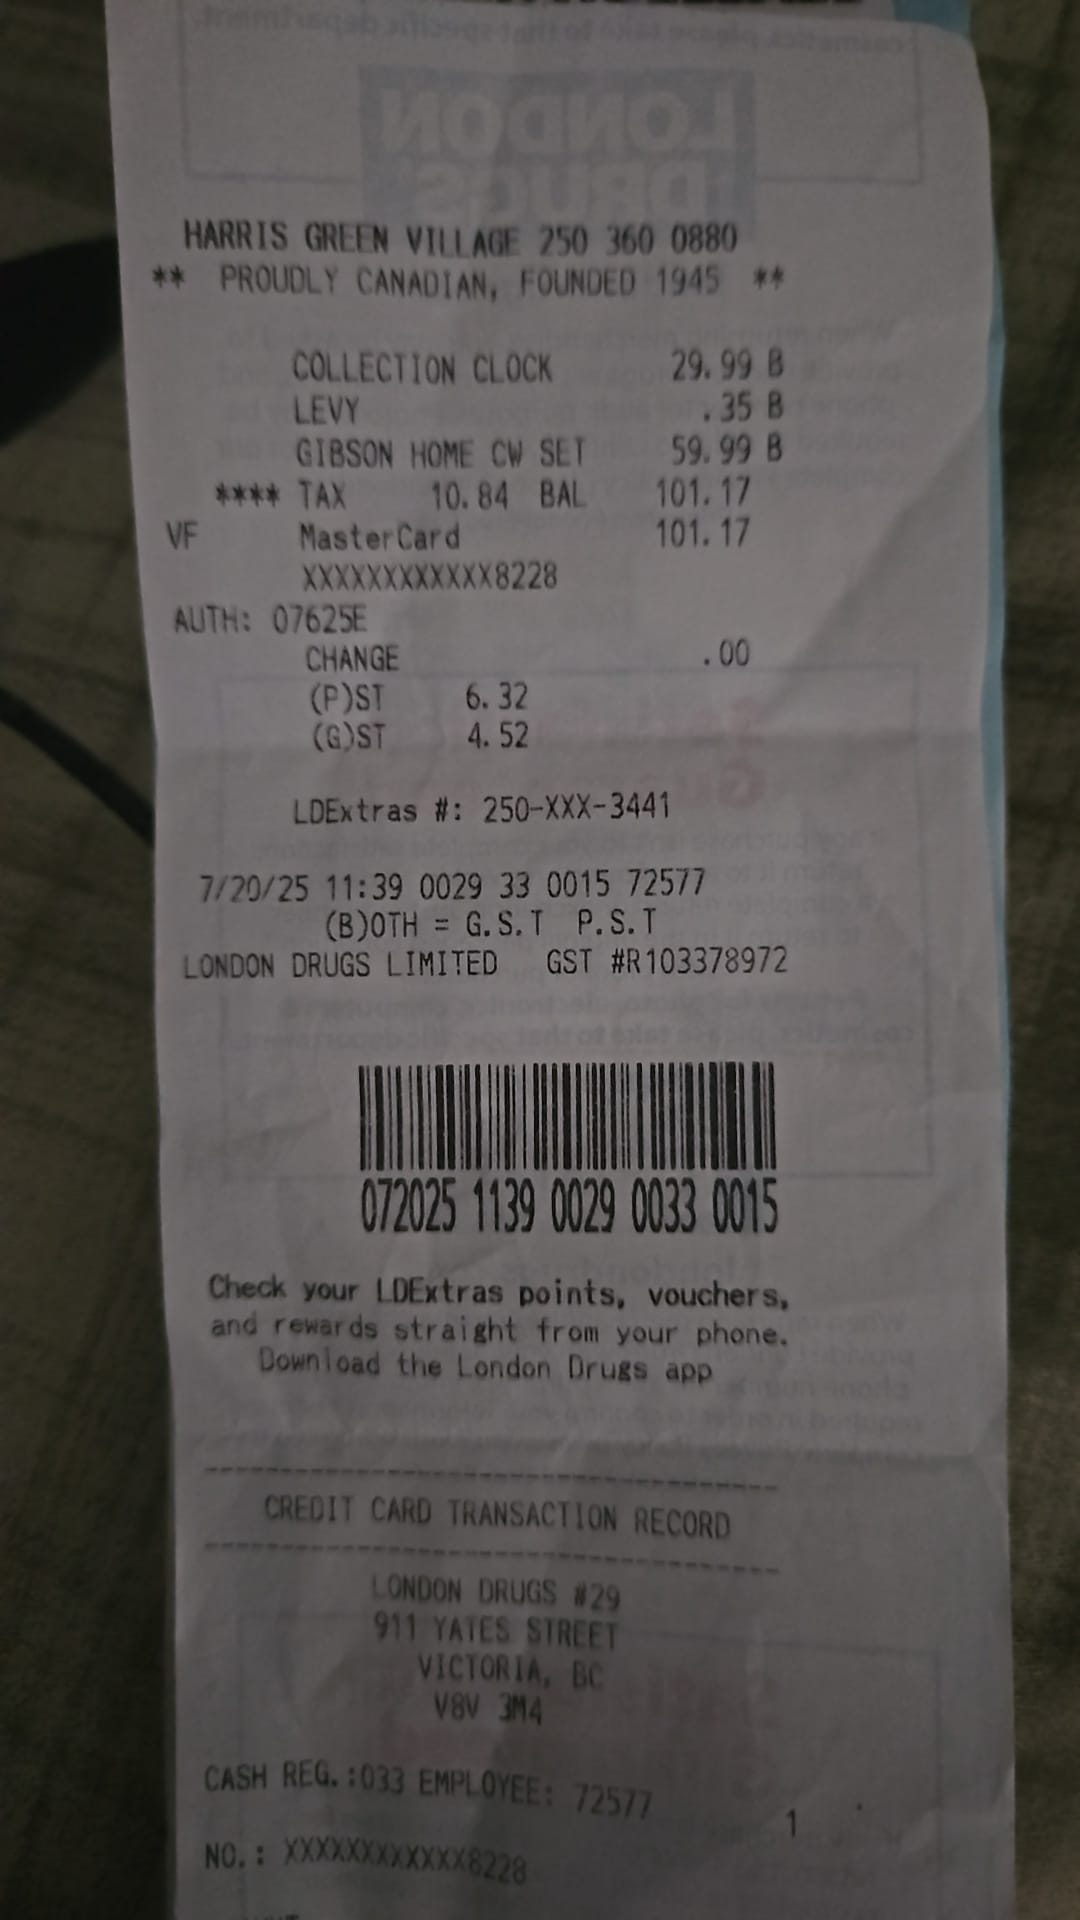 HARRIS GREEN VILLAGE 250 360 0880
** PROUDLY CANADIAN, FOUNDED 1945 **
COLLECTION CLOCK 29.99 B
LEVY .35 B
GIBSON HOME CW SET 59.99 B
**** TAX 10.84 BAL 101.17
VF MasterCard 101.17
XXXXXXXXXXXX8228
AUTH: 07625E
CHANGE .00
(P)ST 6.32
(G)ST 4.52
LDExtras #: 250-XXX-3441
7/20/25 11:39 0029 33 0015 72577
(B)OTH = G.S.T P.S.T
LONDON DRUGS LIMITED GST #R103378972
072025 1139 0029 0033 0015
Check your LDExtras points, vouchers,
and rewards straight from your phone.
Download the London Drugs app
CREDIT CARD TRANSACTION RECORD
LONDON DRUGS #29
911 YATES STREET
VICTORIA, BC
V8V 3M4
CASH REG.:033 EMPLOYEE: 72577
1
NO.: XXXXXXXXXXXX8228